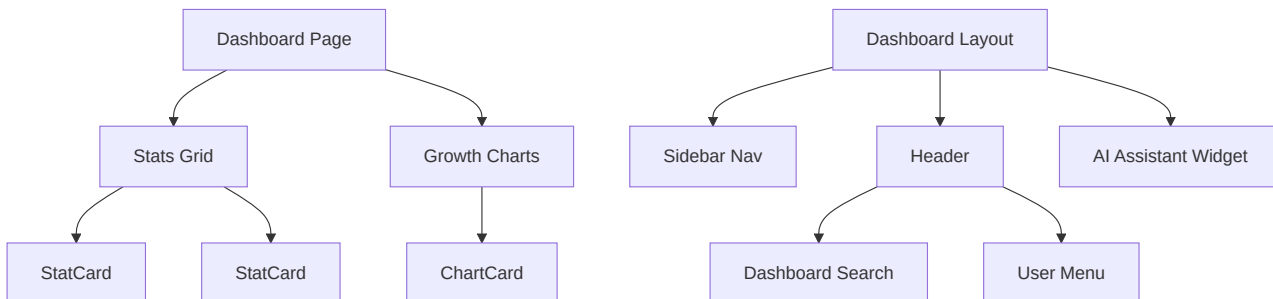 Dashboard Page
Dashboard Layout
Stats Grid
Growth Charts
Sidebar Nav
Header
AI Assistant Widget
StatCard
StatCard
ChartCard
Dashboard Search
User Menu